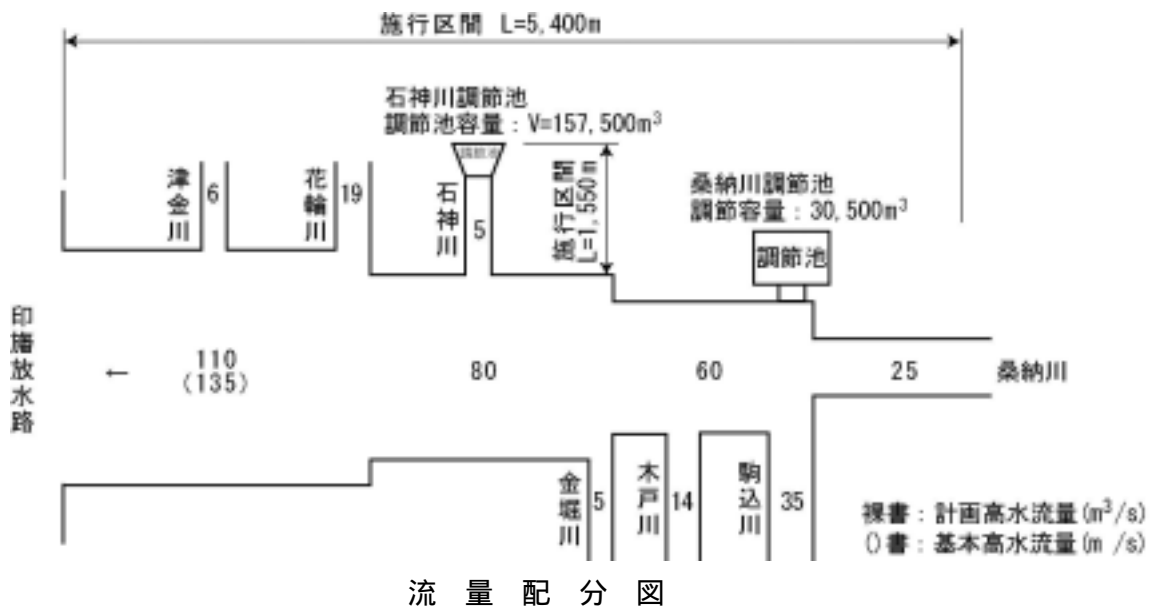 施行区間 L=5,400m
石神川調節池
調節池容量：V=157,500m³
調節池
施行区間
L=1,550m
桑納川調節池
調節容量：30,500m³
調節池
津金川
6
花輪川
19
石神川
5
印旛放水路
←
110
(135)
80
60
25
桑納川
金堀川
5
木戸川
14
駒込川
35
裸書：計画高水流量(m³/s)
()書：基本高水流量(m /s)
流量配分図